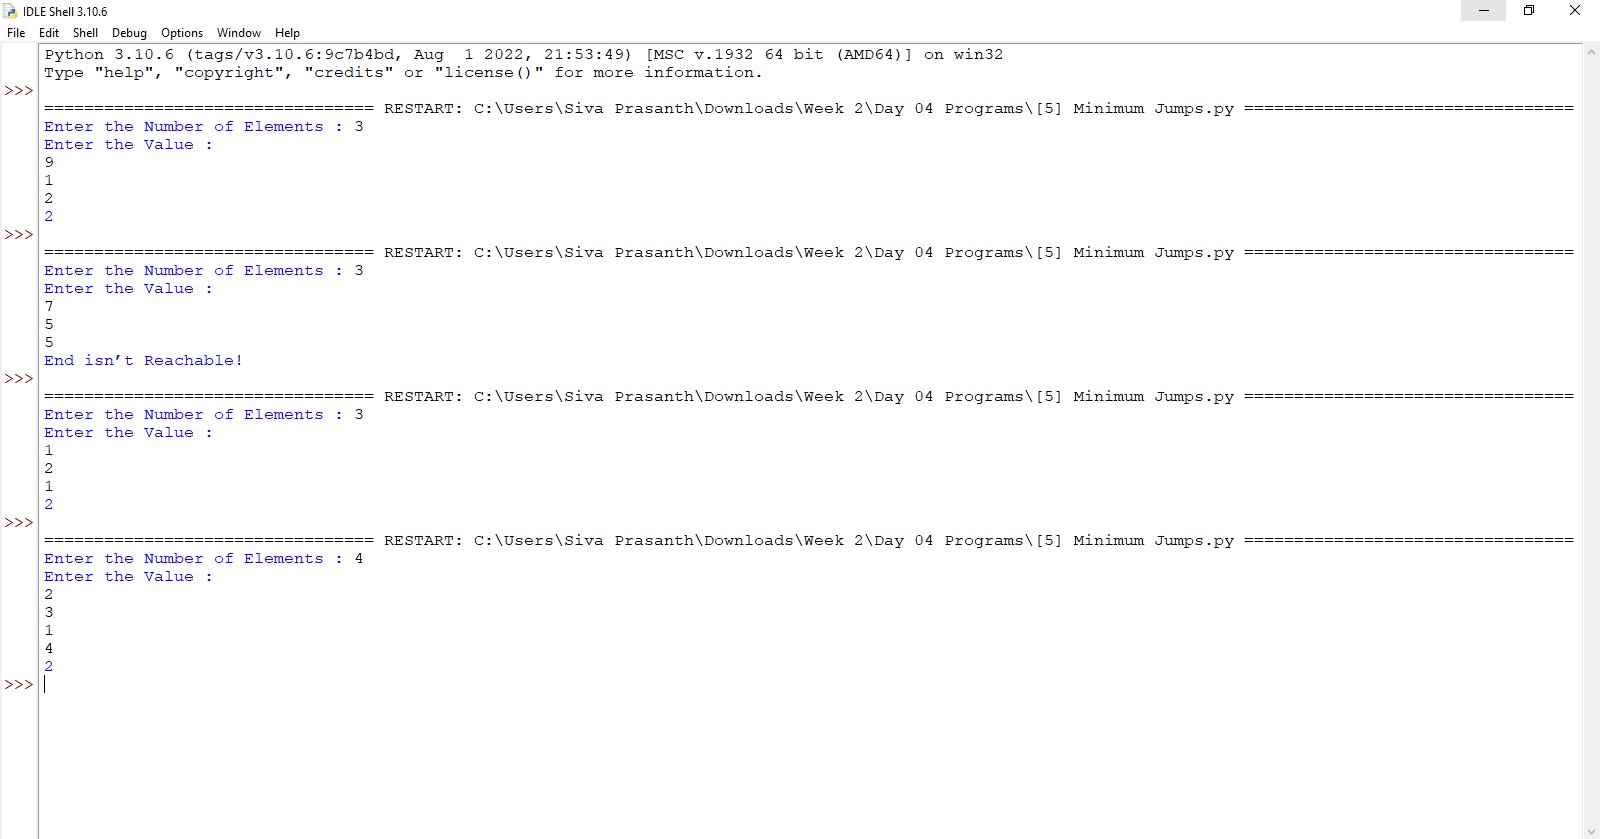 IDLE Shell 3.10.6
File Edit Shell Debug Options Window Help
Python 3.10.6 (tags/v3.10.6:9c7b4bd, Aug  1 2022, 21:53:49) [MSC v.1932 64 bit (AMD64)] on win32
Type "help", "copyright", "credits" or "license()" for more information.
>>>
================================= RESTART: C:\Users\Siva Prasanth\Downloads\Week 2\Day 04 Programs\[5] Minimum Jumps.py =================================
Enter the Number of Elements : 3
Enter the Value :
9
1
2
2
>>>
================================= RESTART: C:\Users\Siva Prasanth\Downloads\Week 2\Day 04 Programs\[5] Minimum Jumps.py =================================
Enter the Number of Elements : 3
Enter the Value :
7
5
5
End isn’t Reachable!
>>>
================================= RESTART: C:\Users\Siva Prasanth\Downloads\Week 2\Day 04 Programs\[5] Minimum Jumps.py =================================
Enter the Number of Elements : 3
Enter the Value :
1
2
1
2
>>>
================================= RESTART: C:\Users\Siva Prasanth\Downloads\Week 2\Day 04 Programs\[5] Minimum Jumps.py =================================
Enter the Number of Elements : 4
Enter the Value :
2
3
1
4
2
>>>